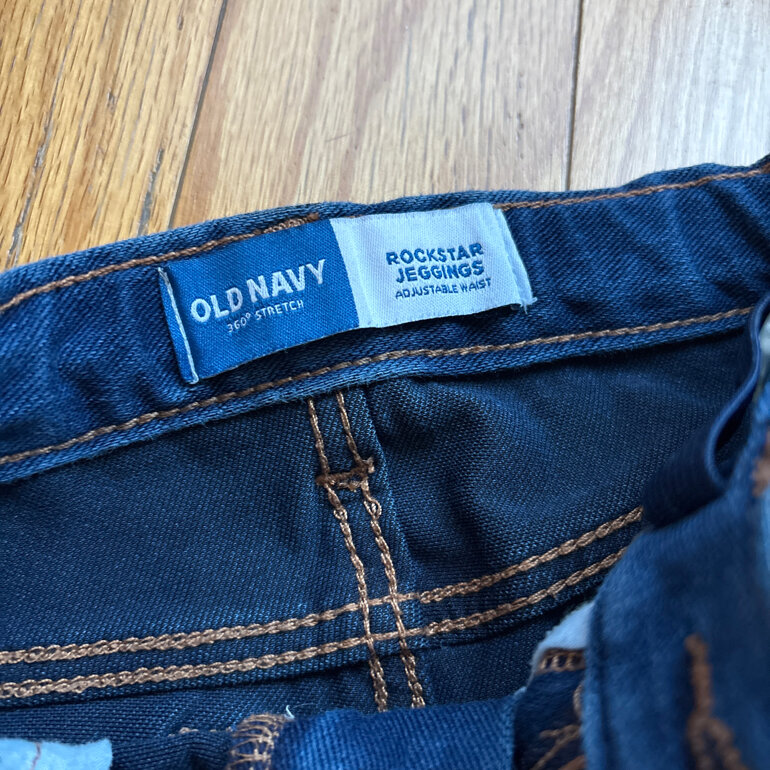 OLD NAVY
360° STRETCH
ROCKSTAR
JEGGINGS
ADJUSTABLE WAIST